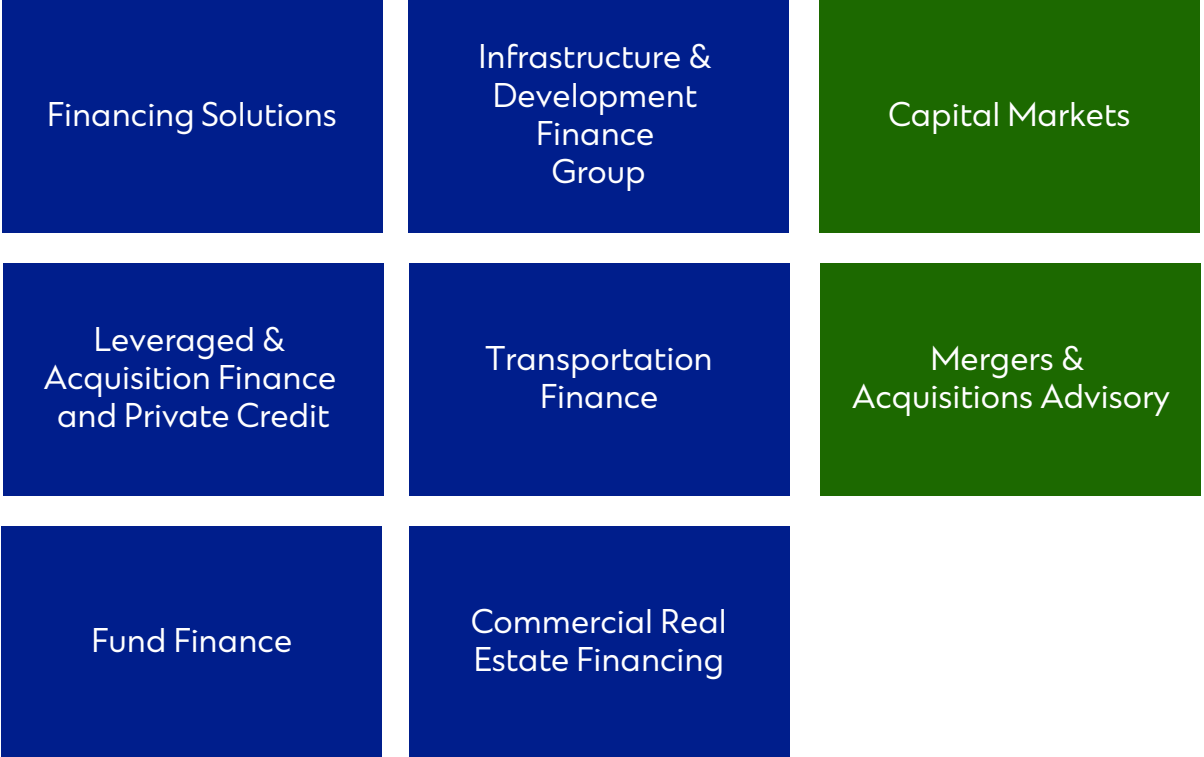 Financing Solutions
Infrastructure &
Development
Finance
Group
Capital Markets
Leveraged &
Acquisition Finance
and Private Credit
Transportation
Finance
Mergers &
Acquisitions Advisory
Fund Finance
Commercial Real
Estate Financing